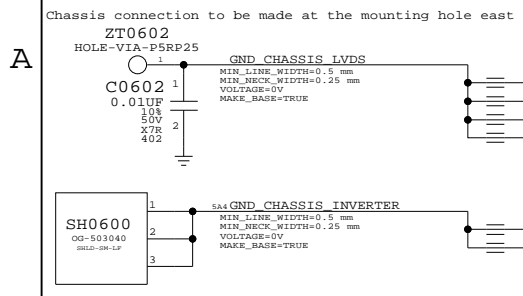 Chassis connection to be made at the mounting hole east
A
ZT0602
HOLE-VIA-P5RP25
1
GND_CHASSIS_LVDS
MIN_LINE_WIDTH=0.5 mm
MIN_NECK_WIDTH=0.25 mm
VOLTAGE=0V
MAKE_BASE=TRUE
C0602
1
0.01UF
10%
50V
X7R
402
2
SH0600
OG-503040
SHLD-SM-LF
1
2
3
5A4 GND_CHASSIS_INVERTER
MIN_LINE_WIDTH=0.5 mm
MIN_NECK_WIDTH=0.25 mm
VOLTAGE=0V
MAKE_BASE=TRUE